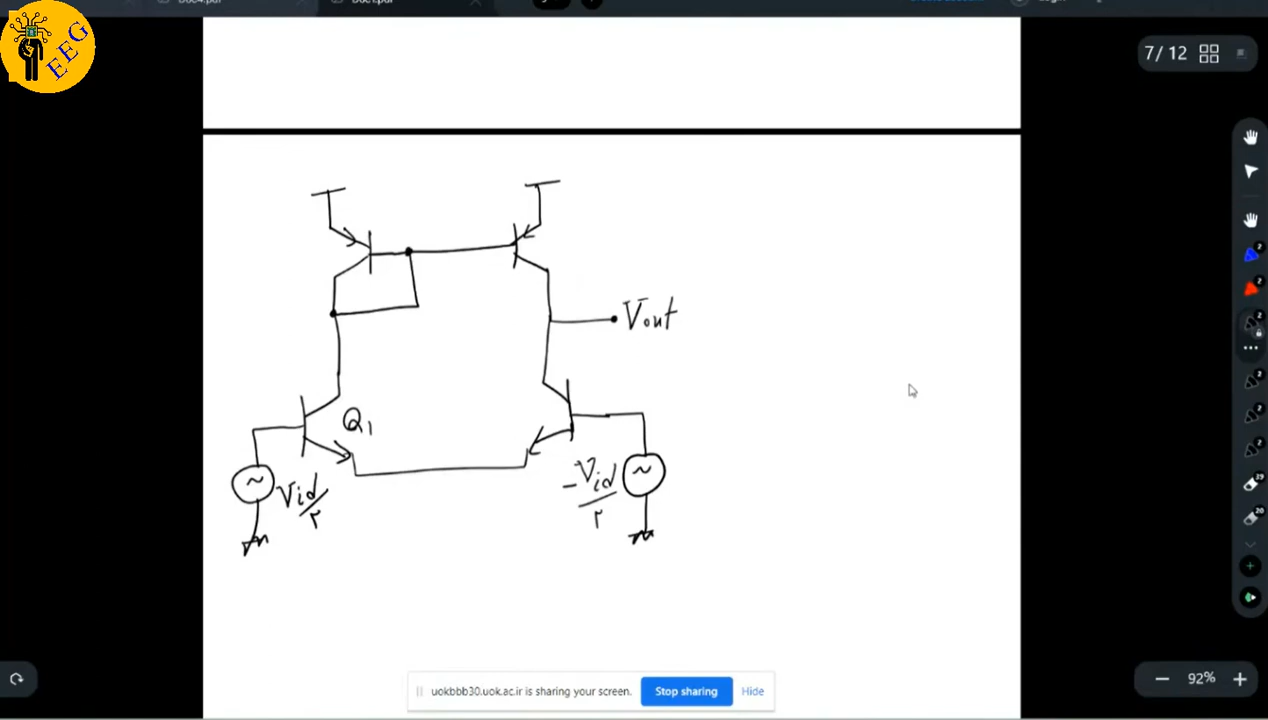 EEG
7/ 12
Vout
Q1
Vid/۲
-Vid/۲
uokbbb30.uok.ac.ir is sharing your screen.
Stop sharing
Hide
92%